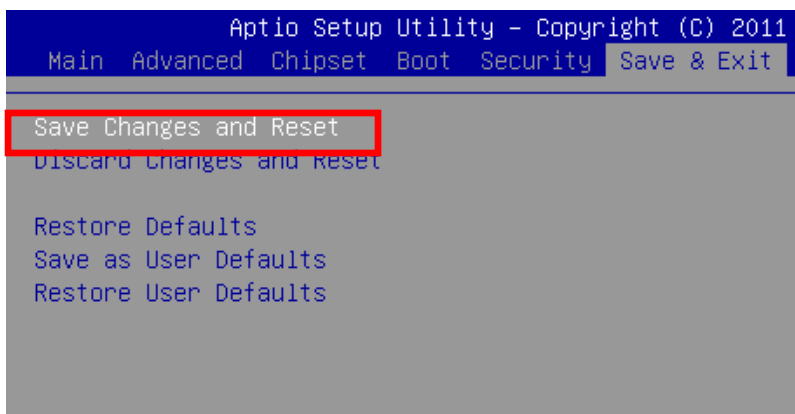 Aptio Setup Utility – Copyright (C) 2011
Main Advanced Chipset Boot Security Save & Exit
Save Changes and Reset
Discard Changes and Reset
Restore Defaults
Save as User Defaults
Restore User Defaults